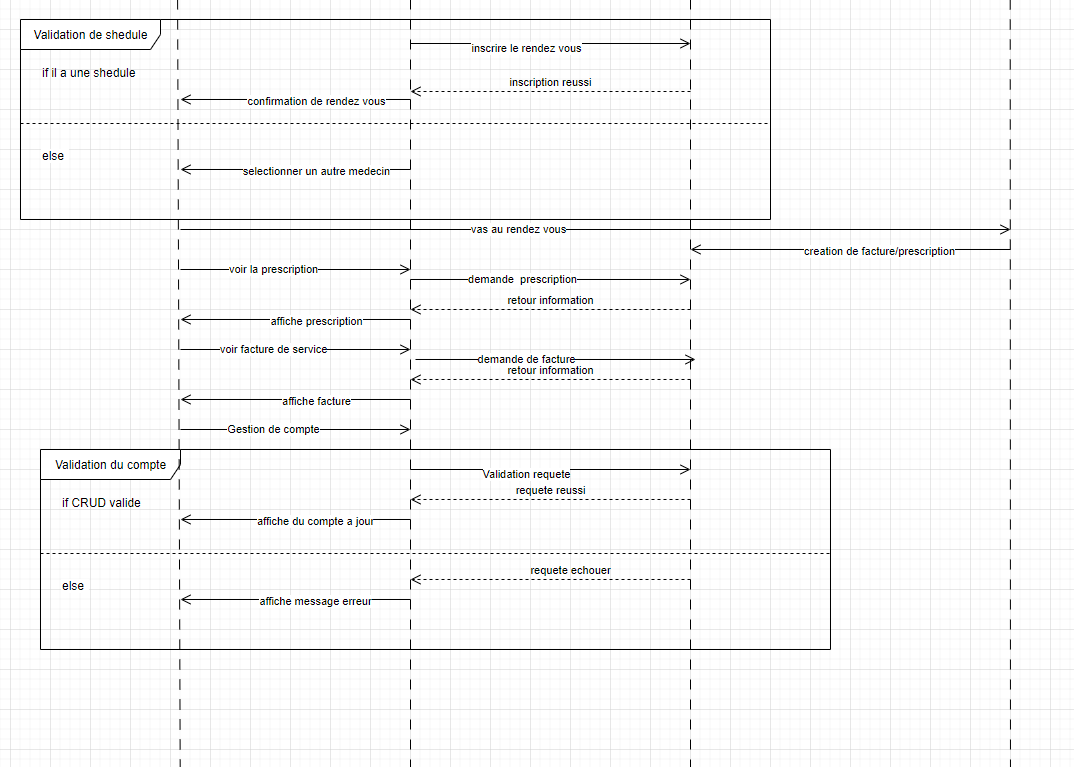 Validation de shedule
inscrire le rendez vous
if il a une shedule
inscription reussi
confirmation de rendez vous
else
selectionner un autre medecin
vas au rendez vous
creation de facture/prescription
voir la prescription
demande prescription
retour information
affiche prescription
voir facture de service
demande de facture
retour information
affiche facture
Gestion de compte
Validation du compte
Validation requete
requete reussi
if CRUD valide
affiche du compte a jour
requete echouer
else
affiche message erreur